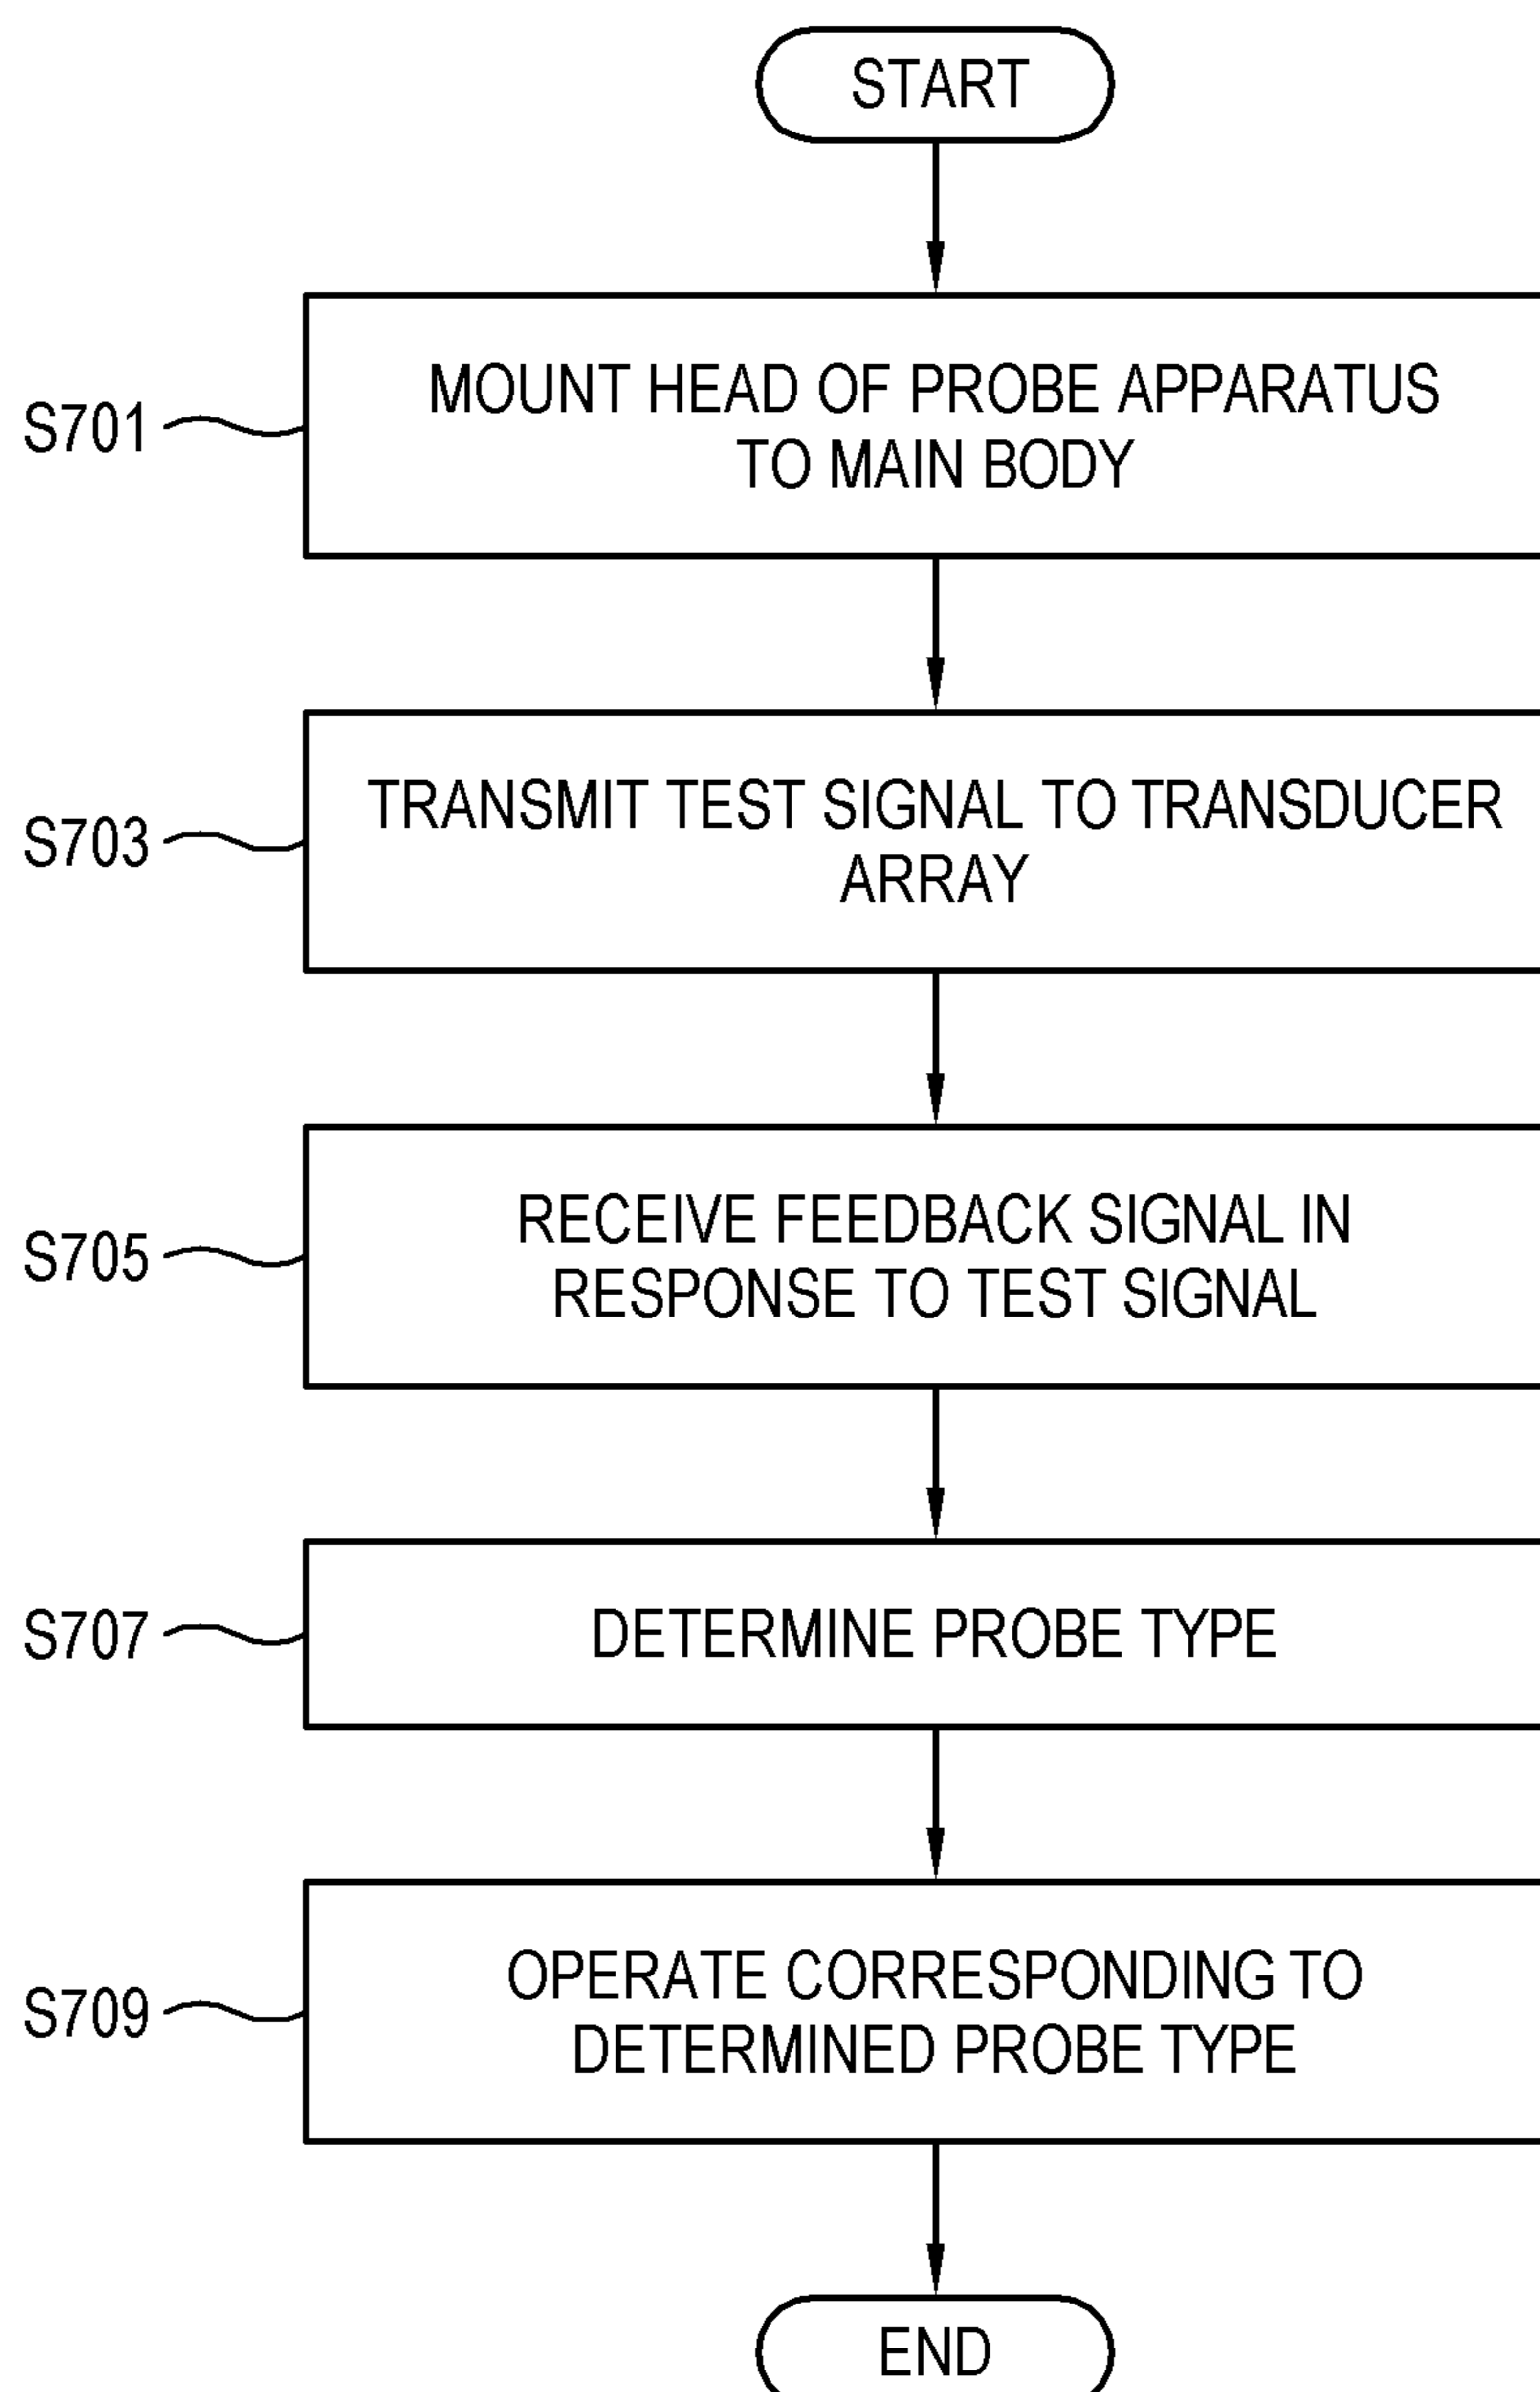 START
S701
MOUNT HEAD OF PROBE APPARATUS
TO MAIN BODY
S703
TRANSMIT TEST SIGNAL TO TRANSDUCER
ARRAY
S705
RECEIVE FEEDBACK SIGNAL IN
RESPONSE TO TEST SIGNAL
S707
DETERMINE PROBE TYPE
S709
OPERATE CORRESPONDING TO
DETERMINED PROBE TYPE
END